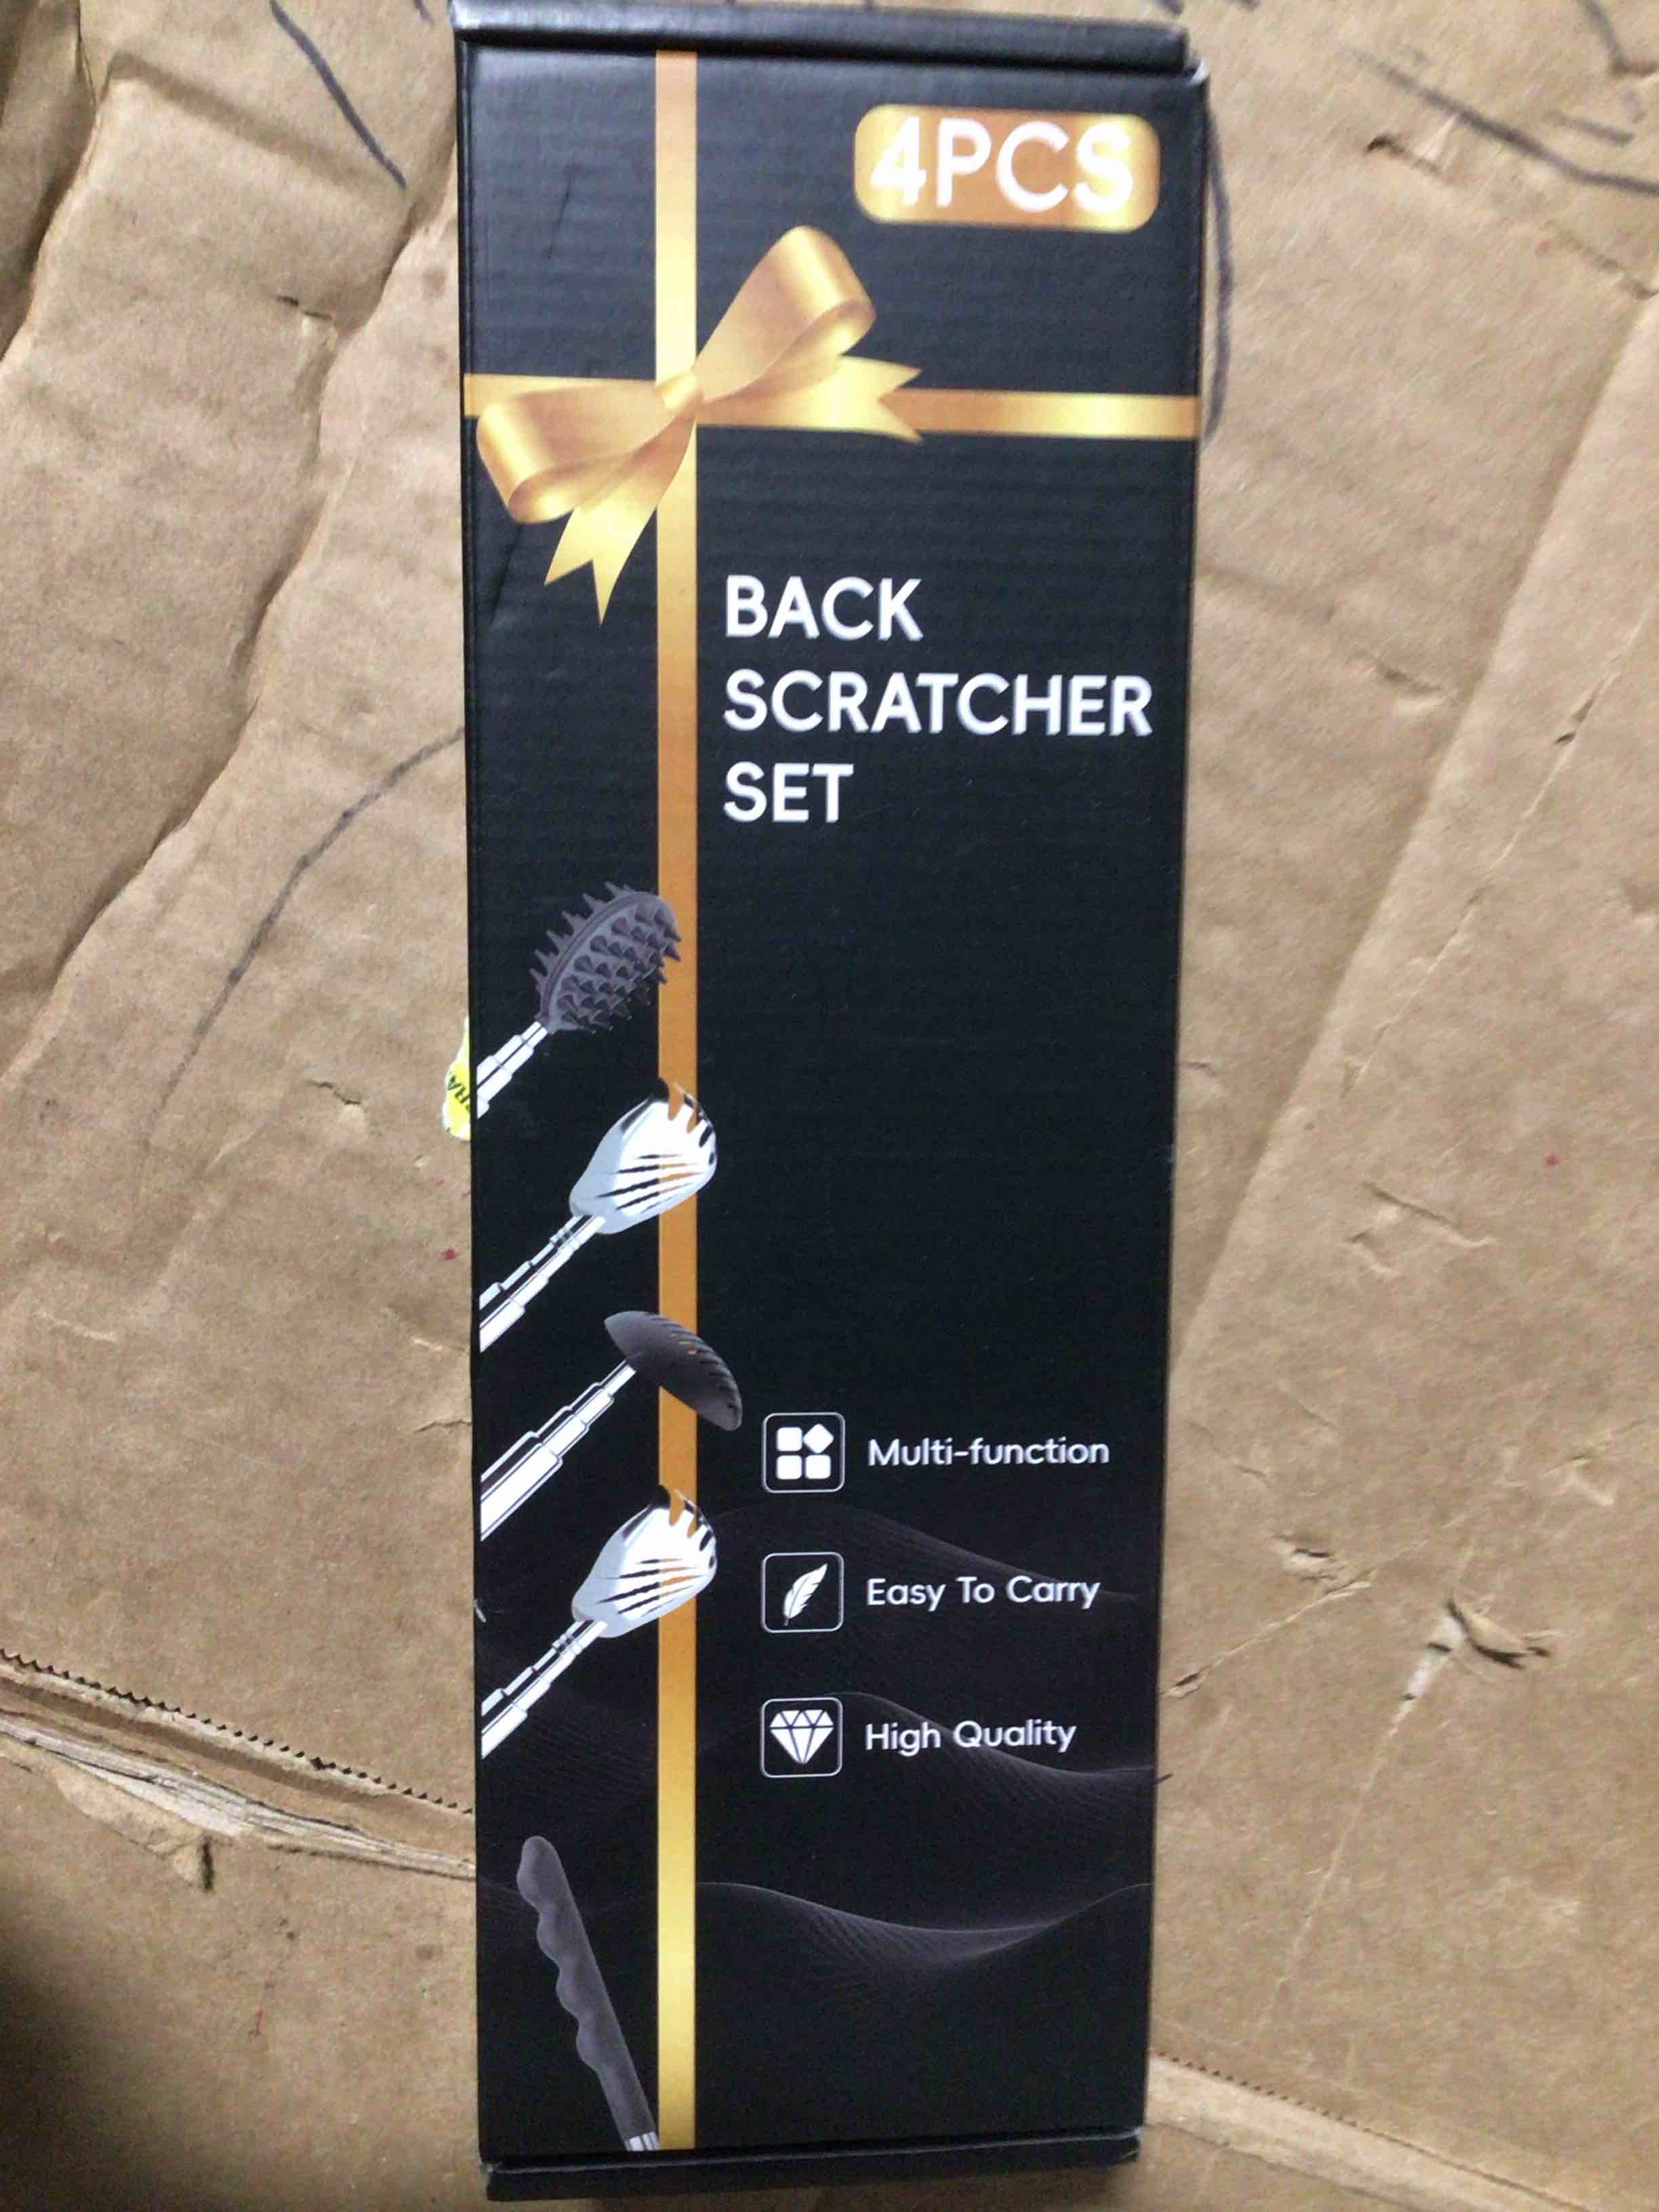 4PCS
BACK
SCRATCHER
SET
Multi-function
Easy To Carry
High Quality